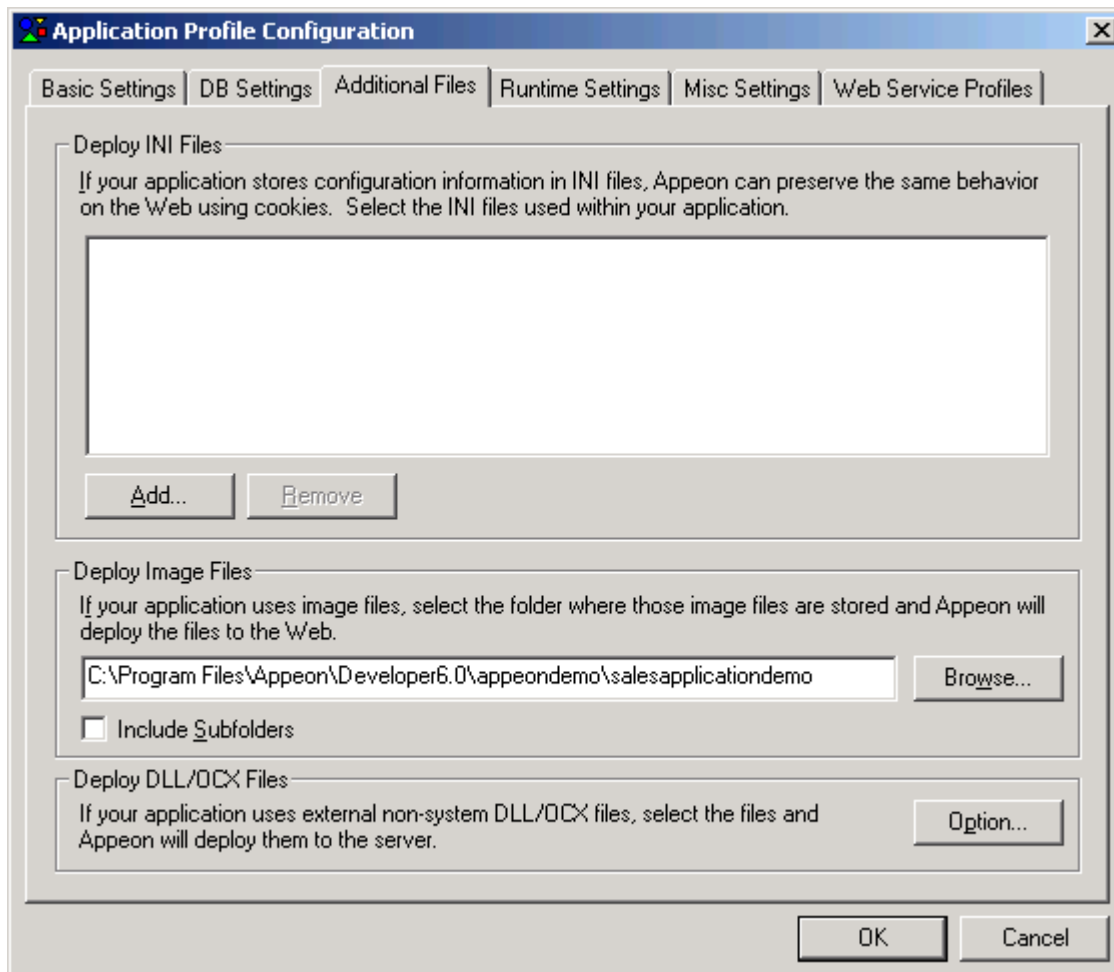 Application Profile Configuration
Basic Settings DB Settings Additional Files Runtime Settings Misc Settings Web Service Profiles
Deploy INI Files
If your application stores configuration information in INI files, Appeon can preserve the same behavior
on the Web using cookies. Select the INI files used within your application.
Add... Remove
Deploy Image Files
If your application uses image files, select the folder where those image files are stored and Appeon will
deploy the files to the Web.
C:\Program Files\Appeon\Developer6.0\appeondemo\salesapplicationdemo Browse...
Include Subfolders
Deploy DLL/OCX Files
If your application uses external non-system DLL/OCX files, select the files and
Appeon will deploy them to the server.
Option...
OK Cancel